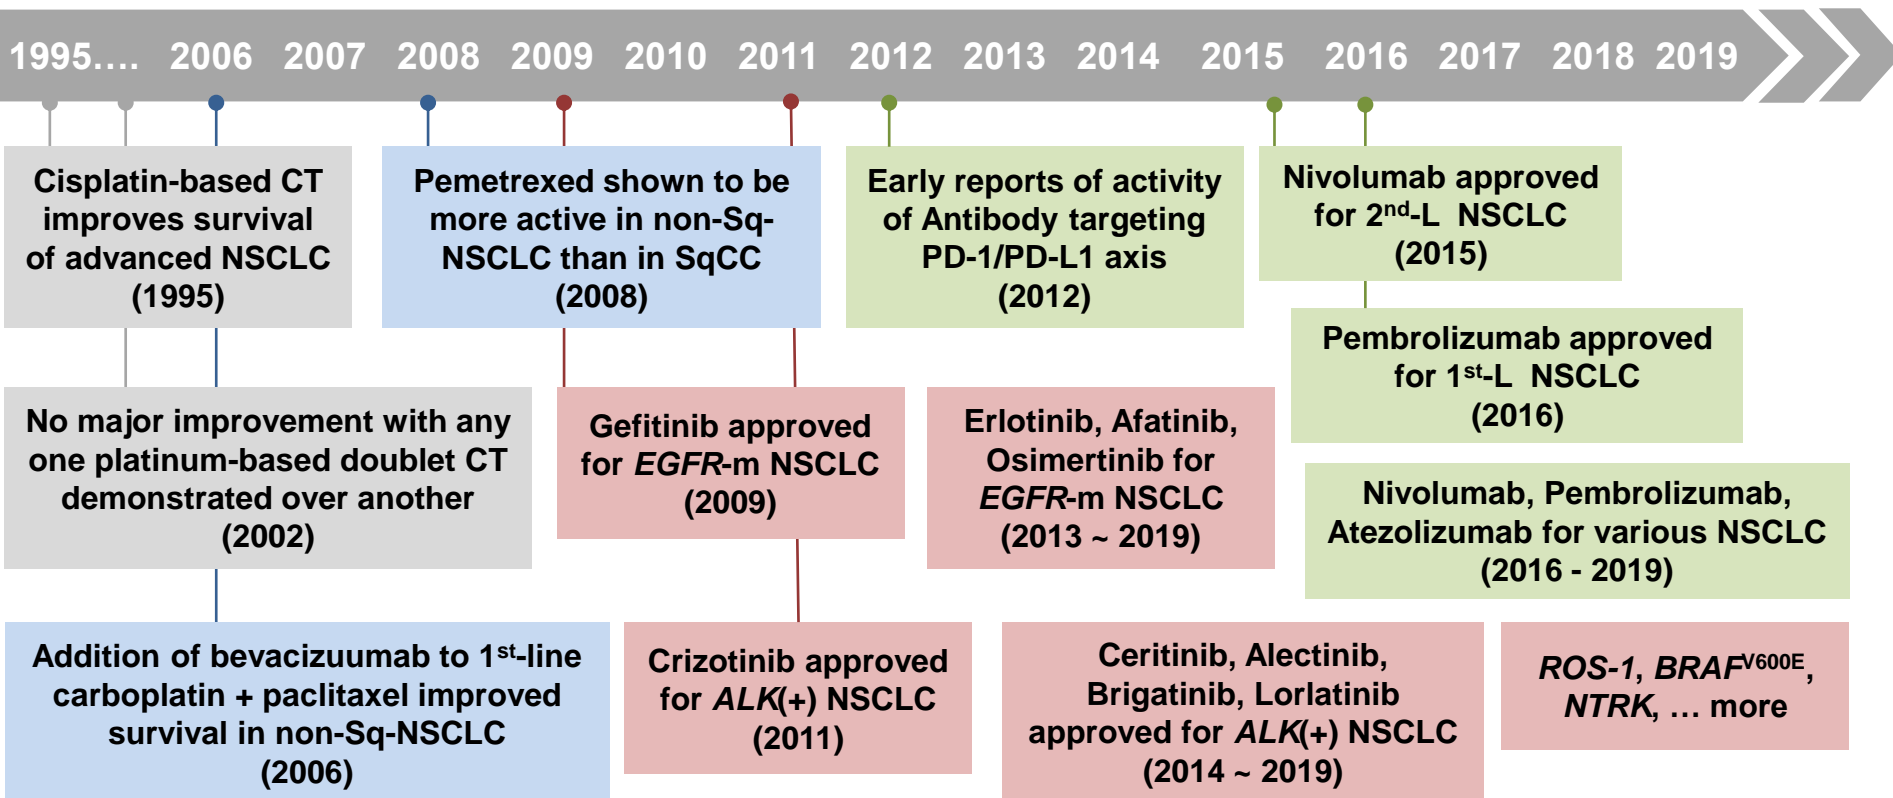 1995.... 2006 2007 2008 2009 2010 2011 2012 2013 2014 2015 2016 2017 2018 2019
Cisplatin-based CT
improves survival
of advanced NSCLC
(1995)
Pemetrexed shown to be
more active in non-Sq-
NSCLC than in SqCC
(2008)
Early reports of activity
of Antibody targeting
PD-1/PD-L1 axis
(2012)
Nivolumab approved
for 2nd-L NSCLC
(2015)
Pembrolizumab approved
for 1st-L NSCLC
(2016)
No major improvement with any
one platinum-based doublet CT
demonstrated over another
(2002)
Gefitinib approved
for EGFR-m NSCLC
(2009)
Erlotinib, Afatinib,
Osimertinib for
EGFR-m NSCLC
(2013 ~ 2019)
Nivolumab, Pembrolizumab,
Atezolizumab for various NSCLC
(2016 - 2019)
Addition of bevacizuumab to 1st-line
carboplatin + paclitaxel improved
survival in non-Sq-NSCLC
(2006)
Crizotinib approved
for ALK(+) NSCLC
(2011)
Ceritinib, Alectinib,
Brigatinib, Lorlatinib
approved for ALK(+) NSCLC
(2014 ~ 2019)
ROS-1, BRAFV600E,
NTRK, ... more